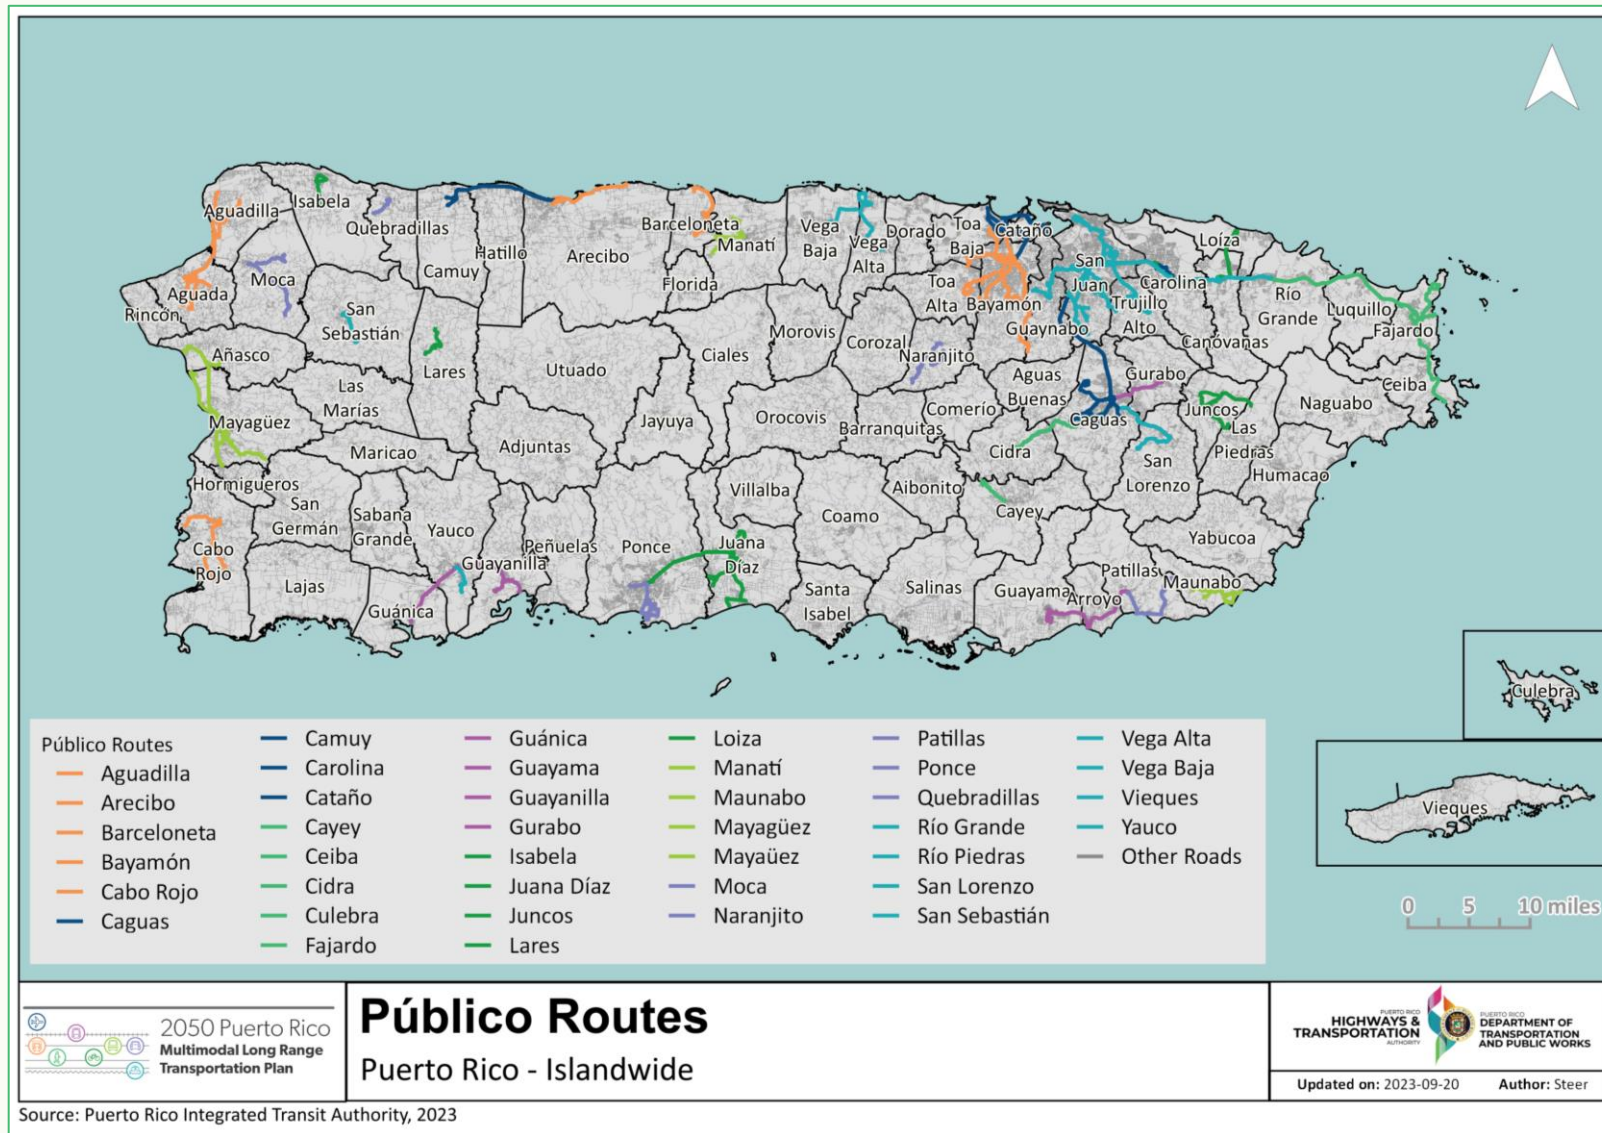 Aguadilla
Isabela
Quebradillas
Camuy
Hatillo
Arecibo
Barceloneta
Manatí
Florida
Vega
Baja
Vega
Alta
Dorado
Toa
Baja
Cataño
Toa
Alta
Bayamón
San
Juan
Guaynabo
Trujillo
Alto
Carolina
Loíza
Canóvanas
Río
Grande
Luquillo
Fajardo
Ceiba
Rincón
Aguada
Moca
San
Sebastián
Lares
Añasco
Las
Marías
Mayagüez
Maricao
Utuado
Adjuntas
Jayuya
Ciales
Morovis
Corozal
Naranjito
Orocovis
Barranquitas
Comerío
Aguas
Buenas
Gurabo
Caguas
Cidra
Juncos
Las
Piedras
Naguabo
Humacao
San
Lorenzo
Hormigueros
San
Germán
Sabana
Grande
Yauco
Cabo
Rojo
Lajas
Guánica
Guayanilla
Peñuelas
Ponce
Juana
Díaz
Villalba
Coamo
Aibonito
Cayey
Santa
Isabel
Salinas
Guayama
Arroyo
Patillas
Maunabo
Yabucoa
Culebra
Vieques
Público Routes
Aguadilla
Arecibo
Barceloneta
Bayamón
Cabo Rojo
Caguas
Camuy
Carolina
Cataño
Cayey
Ceiba
Cidra
Culebra
Fajardo
Guánica
Guayama
Guayanilla
Gurabo
Isabela
Juana Díaz
Juncos
Lares
Loiza
Manatí
Maunabo
Mayagüez
Mayaüez
Moca
Naranjito
Patillas
Ponce
Quebradillas
Río Grande
Río Piedras
San Lorenzo
San Sebastián
Vega Alta
Vega Baja
Vieques
Yauco
Other Roads
0 5 10 miles
2050 Puerto Rico
Multimodal Long Range
Transportation Plan
Público Routes
Puerto Rico - Islandwide
PUERTO RICO
HIGHWAYS &
TRANSPORTATION
AUTHORITY
PUERTO RICO
DEPARTMENT OF
TRANSPORTATION
AND PUBLIC WORKS
Updated on: 2023-09-20 Author: Steer
Source: Puerto Rico Integrated Transit Authority, 2023